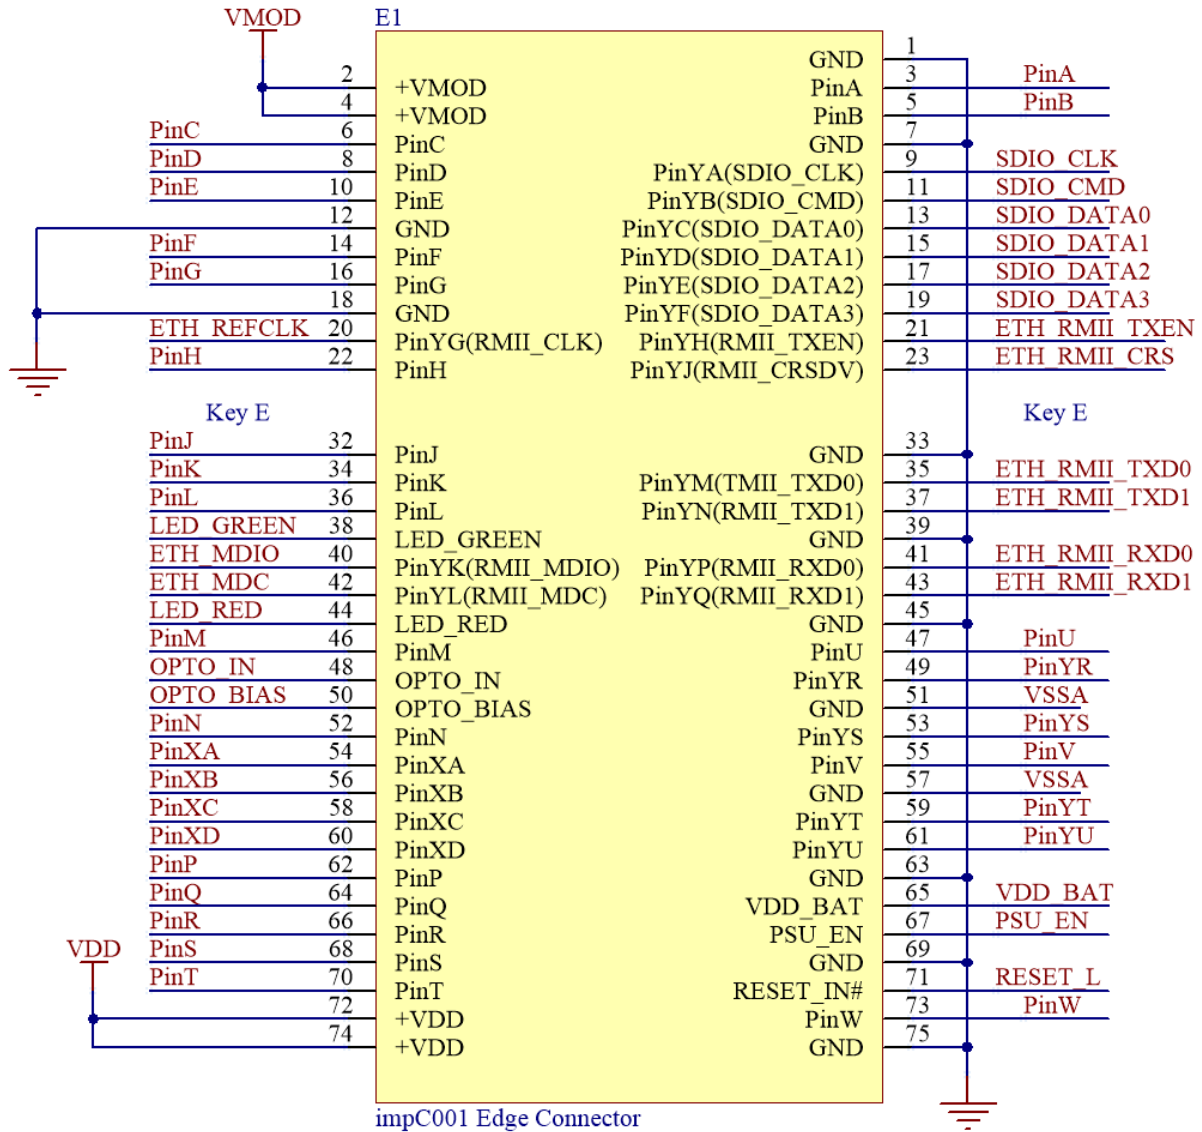 VMOD
E1
GND 1
2 +VMOD
PinA 3 PinA
4 +VMOD
PinB 5 PinB
PinC 6 PinC
GND 7
PinD 8 PinD
PinYA(SDIO_CLK) 9 SDIO_CLK
PinE 10 PinE
PinYB(SDIO_CMD) 11 SDIO_CMD
12 GND
PinYC(SDIO_DATA0) 13 SDIO_DATA0
PinF 14 PinF
PinYD(SDIO_DATA1) 15 SDIO_DATA1
PinG 16 PinG
PinYE(SDIO_DATA2) 17 SDIO_DATA2
18 GND
PinYF(SDIO_DATA3) 19 SDIO_DATA3
ETH_REFCLK 20 PinYG(RMII_CLK)
PinYH(RMII_TXEN) 21 ETH_RMII_TXEN
PinH 22 PinH
PinYJ(RMII_CRSDV) 23 ETH_RMII_CRS
Key E
Key E
PinJ 32 PinJ
GND 33
PinK 34 PinK
PinYM(TMII_TXD0) 35 ETH_RMII_TXD0
PinL 36 PinL
PinYN(RMII_TXD1) 37 ETH_RMII_TXD1
LED_GREEN 38 LED_GREEN
GND 39
ETH_MDIO 40 PinYK(RMII_MDIO)
PinYP(RMII_RXD0) 41 ETH_RMII_RXD0
ETH_MDC 42 PinYL(RMII_MDC)
PinYQ(RMII_RXD1) 43 ETH_RMII_RXD1
LED_RED 44 LED_RED
GND 45
PinM 46 PinM
PinU 47 PinU
OPTO_IN 48 OPTO_IN
PinYR 49 PinYR
OPTO_BIAS 50 OPTO_BIAS
GND 51 VSSA
PinN 52 PinN
PinYS 53 PinYS
PinXA 54 PinXA
PinV 55 PinV
PinXB 56 PinXB
GND 57 VSSA
PinXC 58 PinXC
PinYT 59 PinYT
PinXD 60 PinXD
PinYU 61 PinYU
PinP 62 PinP
GND 63
PinQ 64 PinQ
VDD_BAT 65 VDD_BAT
PinR 66 PinR
PSU_EN 67 PSU_EN
VDD
PinS 68 PinS
GND 69
PinT 70 PinT
RESET_IN# 71 RESET_L
72 +VDD
PinW 73 PinW
74 +VDD
GND 75
impC001 Edge Connector